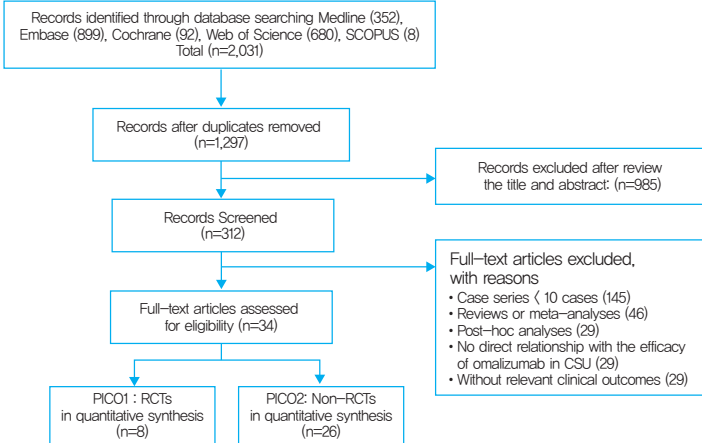 Records identified through database searching Medline (352),
Embase (899), Cochrane (92), Web of Science (680), SCOPUS (8)
Total (n=2,031)
Records after duplicates removed
(n=1,297)
Records excluded after review
the title and abstract: (n=985)
Records Screened
(n=312)
Full-text articles excluded,
with reasons
• Case series < 10 cases (145)
• Reviews or meta-analyses (46)
• Post-hoc analyses (29)
• No direct relationship with the efficacy
of omalizumab in CSU (29)
• Without relevant clinical outcomes (29)
Full-text articles assessed
for eligibility (n=34)
PICO1 : RCTs
in quantitative synthesis
(n=8)
PICO2: Non-RCTs
in quantitative synthesis
(n=26)